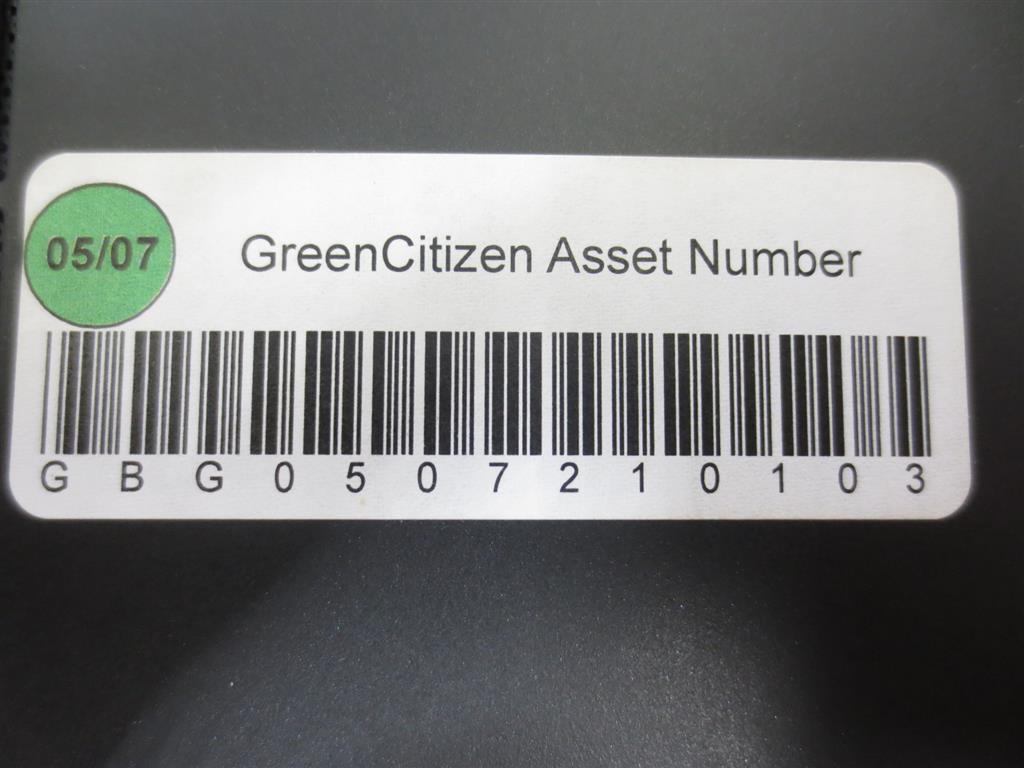 05/07
GreenCitizen Asset Number
G B G 0 5 0 7 2 1 0 1 0 3